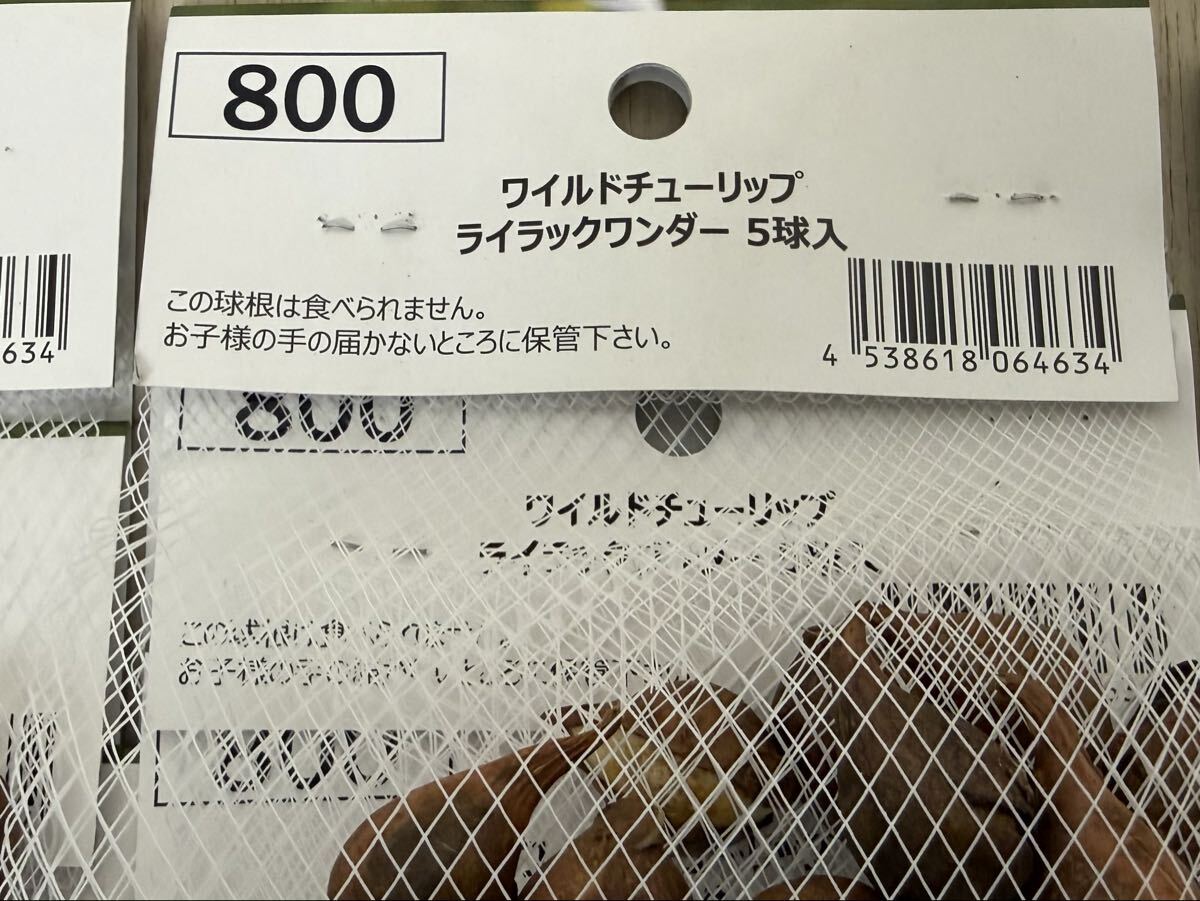 800
ワイルドチューリップ
ライラックワンダー 5球入
この球根は食べられません。
お子様の手の届かないところに保管下さい。
4 538618 064634
634
800
ワイルドチューリップ
800